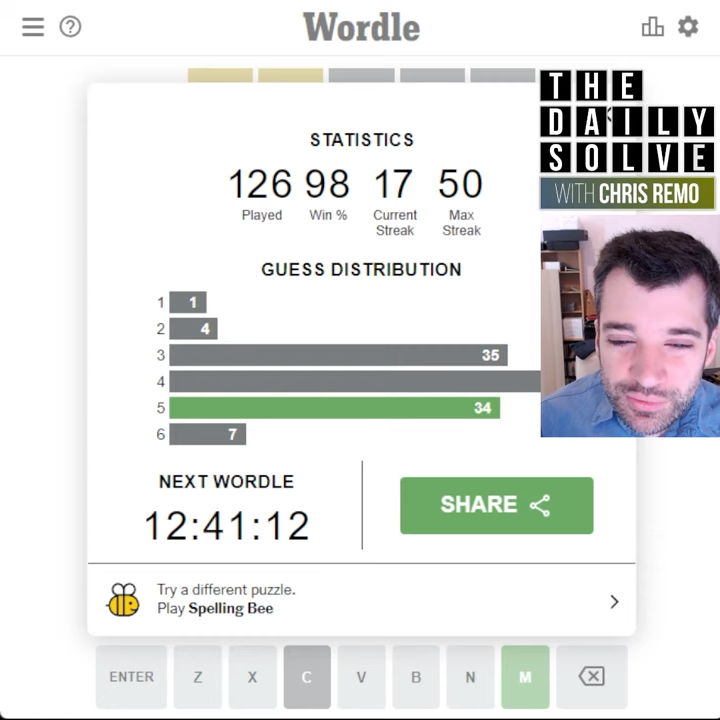 Wordle
THE
DAILY
SOLVE
WITH CHRIS REMO
STATISTICS
126 98 17 50
Played Win % Current Streak Max Streak
GUESS DISTRIBUTION
1 1
2 4
3 35
4
5 34
6 7
NEXT WORDLE
12:41:12
SHARE
Try a different puzzle.
Play Spelling Bee
ENTER Z X C V B N M